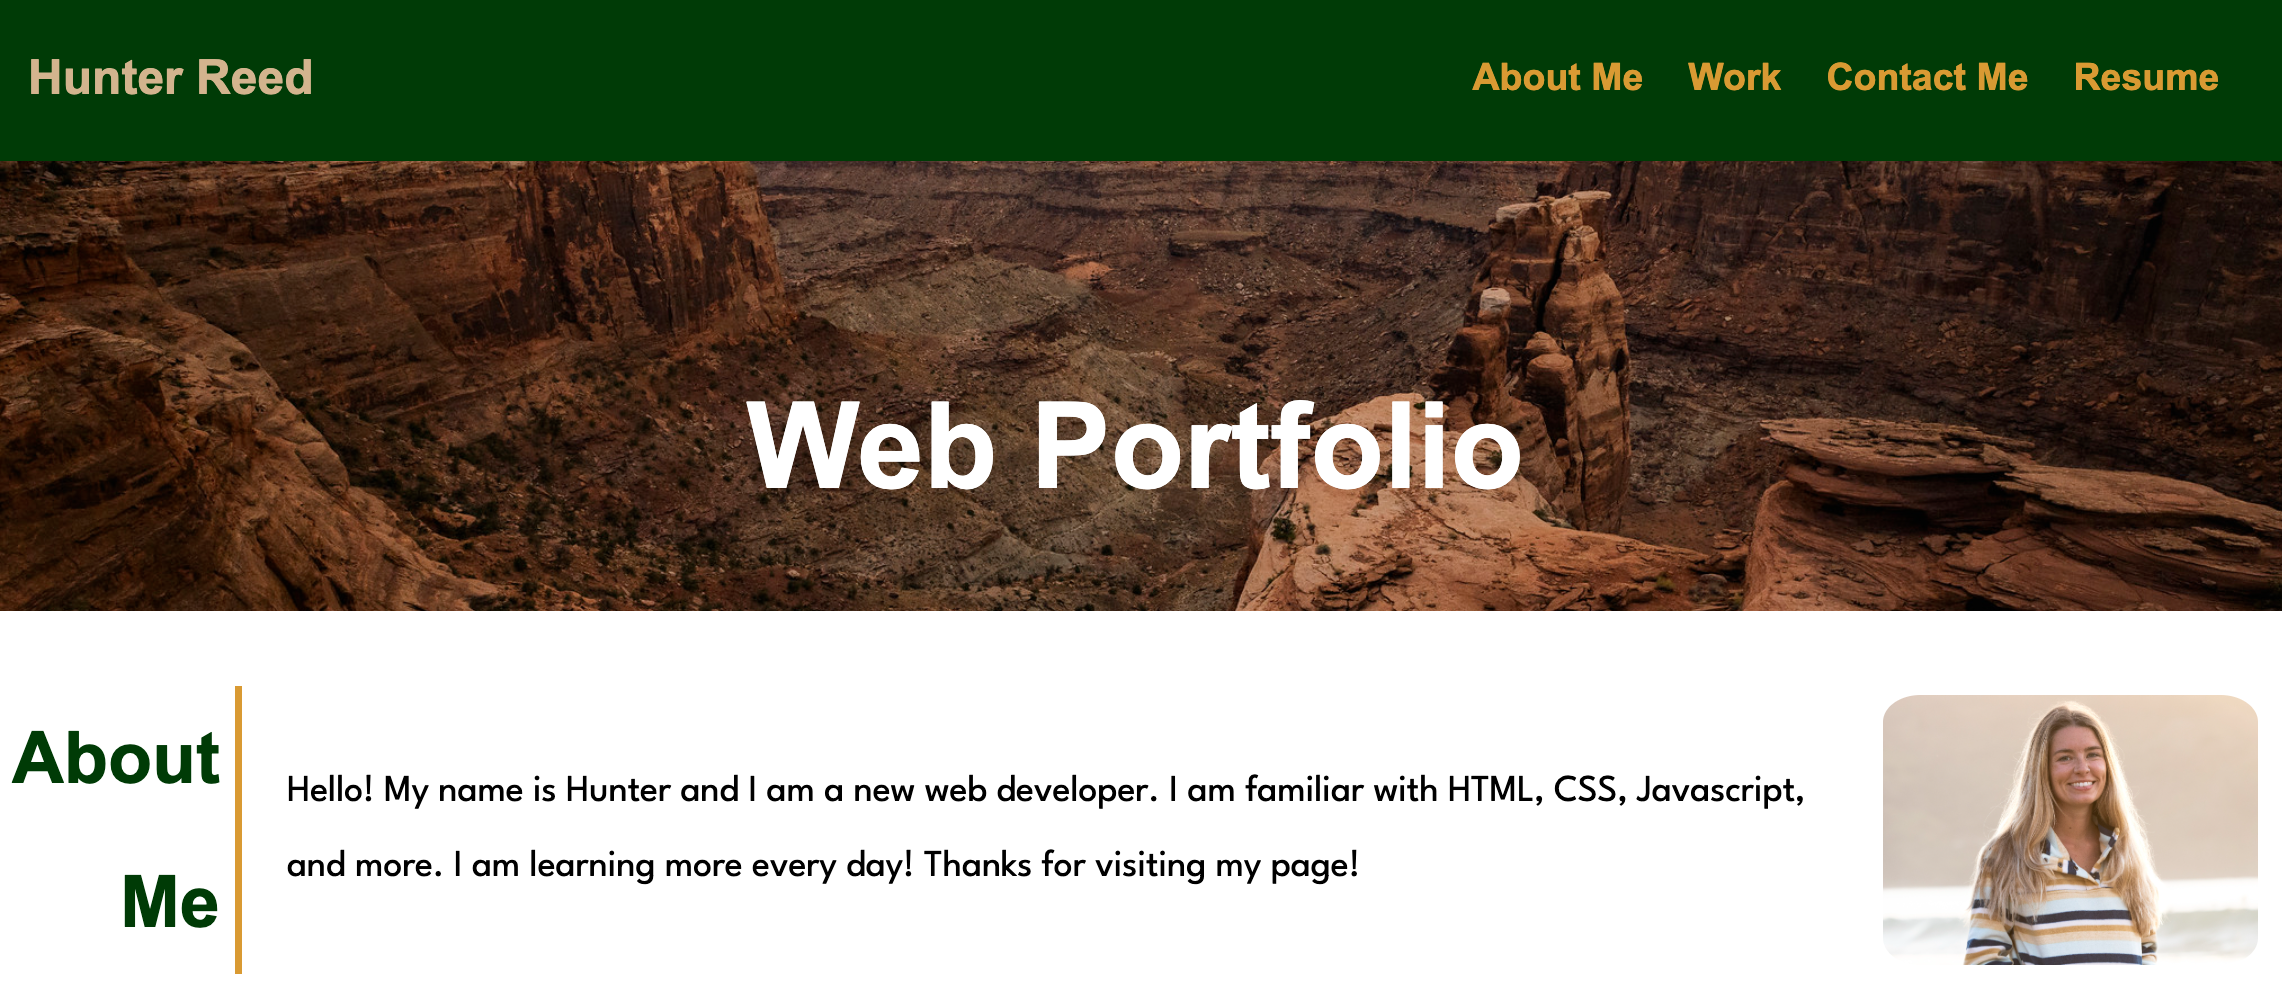 Hunter Reed
About Me Work Contact Me Resume
Web Portfolio
About
Me
Hello! My name is Hunter and I am a new web developer. I am familiar with HTML, CSS, Javascript,
and more. I am learning more every day! Thanks for visiting my page!